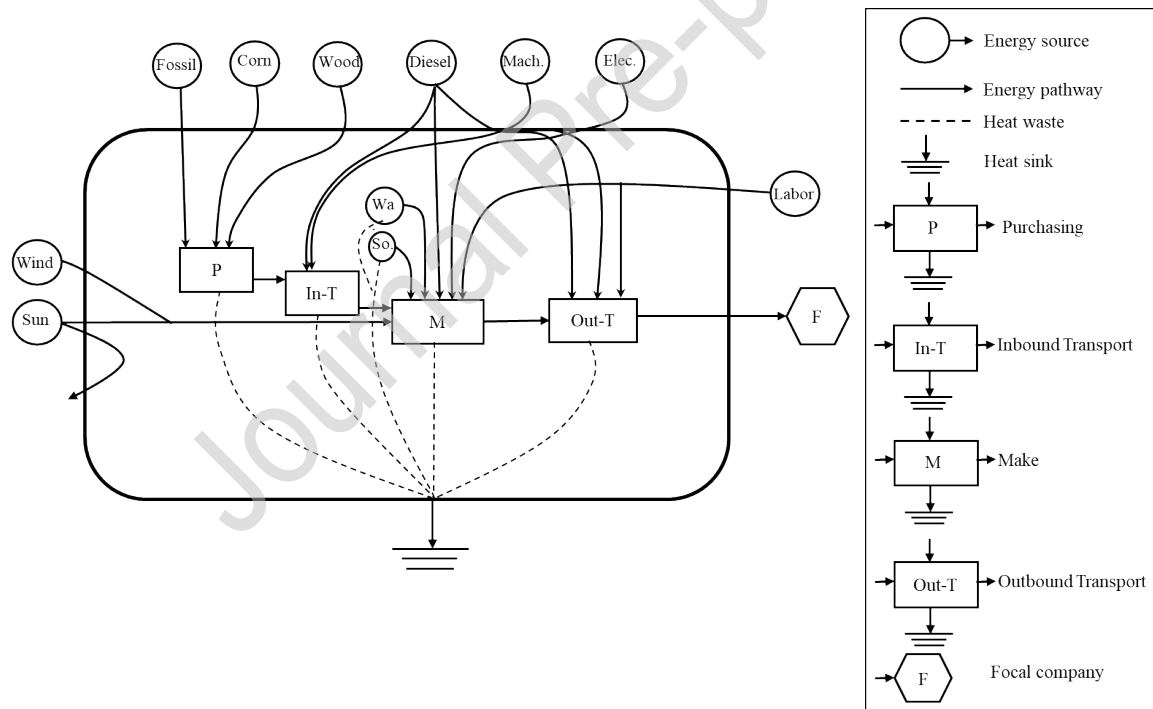 Fossil
Corn
Wood
Diesel
Mach.
Elec.
Wa
Labor
So.
Wind
P
In-T
Sun
M
Out-T
F
Energy source
Energy pathway
Heat waste
Heat sink
P
Purchasing
In-T
Inbound Transport
M
Make
Out-T
Outbound Transport
F
Focal company
Journal Pre-p